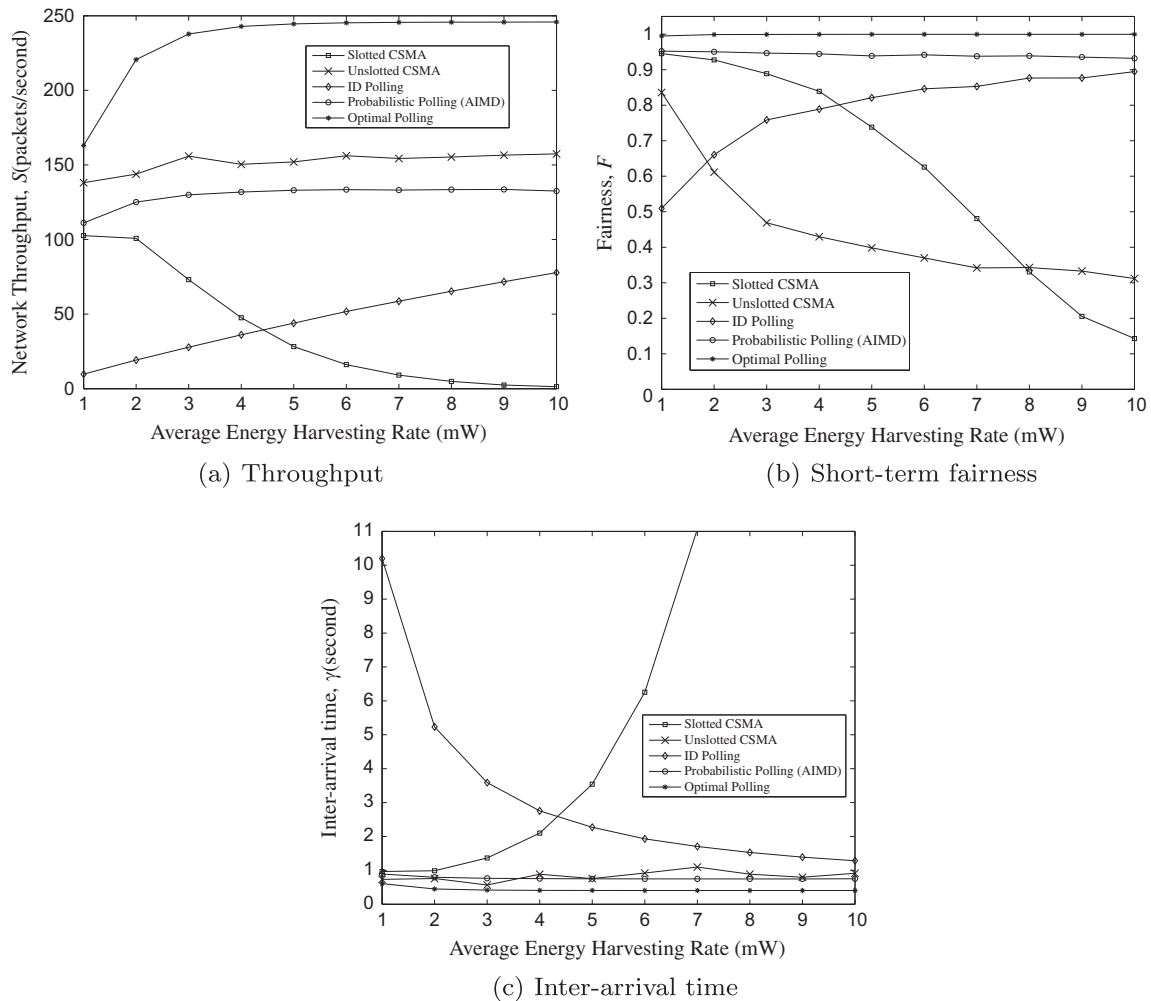 250
200
150
100
50
0
1 2 3 4 5 6 7 8 9 10
Network Throughput, S(packets/second)
Average Energy Harvesting Rate (mW)
Slotted CSMA
Unslotted CSMA
ID Polling
Probabilistic Polling (AIMD)
Optimal Polling
(a) Throughput
1
0.9
0.8
0.7
0.6
0.5
0.4
0.3
0.2
0.1
1
1 2 3 4 5 6 7 8 9 10
Fairness, F
Average Energy Harvesting Rate (mW)
Slotted CSMA
Unslotted CSMA
ID Polling
Probabilistic Polling (AIMD)
Optimal Polling
(b) Short-term fairness
11
10
9
8
7
6
5
4
3
2
1
0
1 2 3 4 5 6 7 8 9 10
Inter-arrival time, γ(second)
Average Energy Harvesting Rate (mW)
Slotted CSMA
Unslotted CSMA
ID Polling
Probabilistic Polling (AIMD)
Optimal Polling
(c) Inter-arrival time